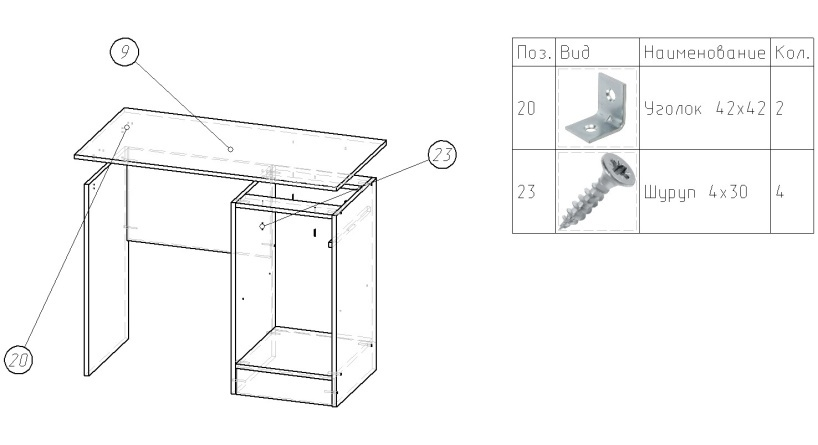 9
23
20
Поз. Вид Наименование Кол.
20 Уголок 42х42 2
23 Шуруп 4х30 4